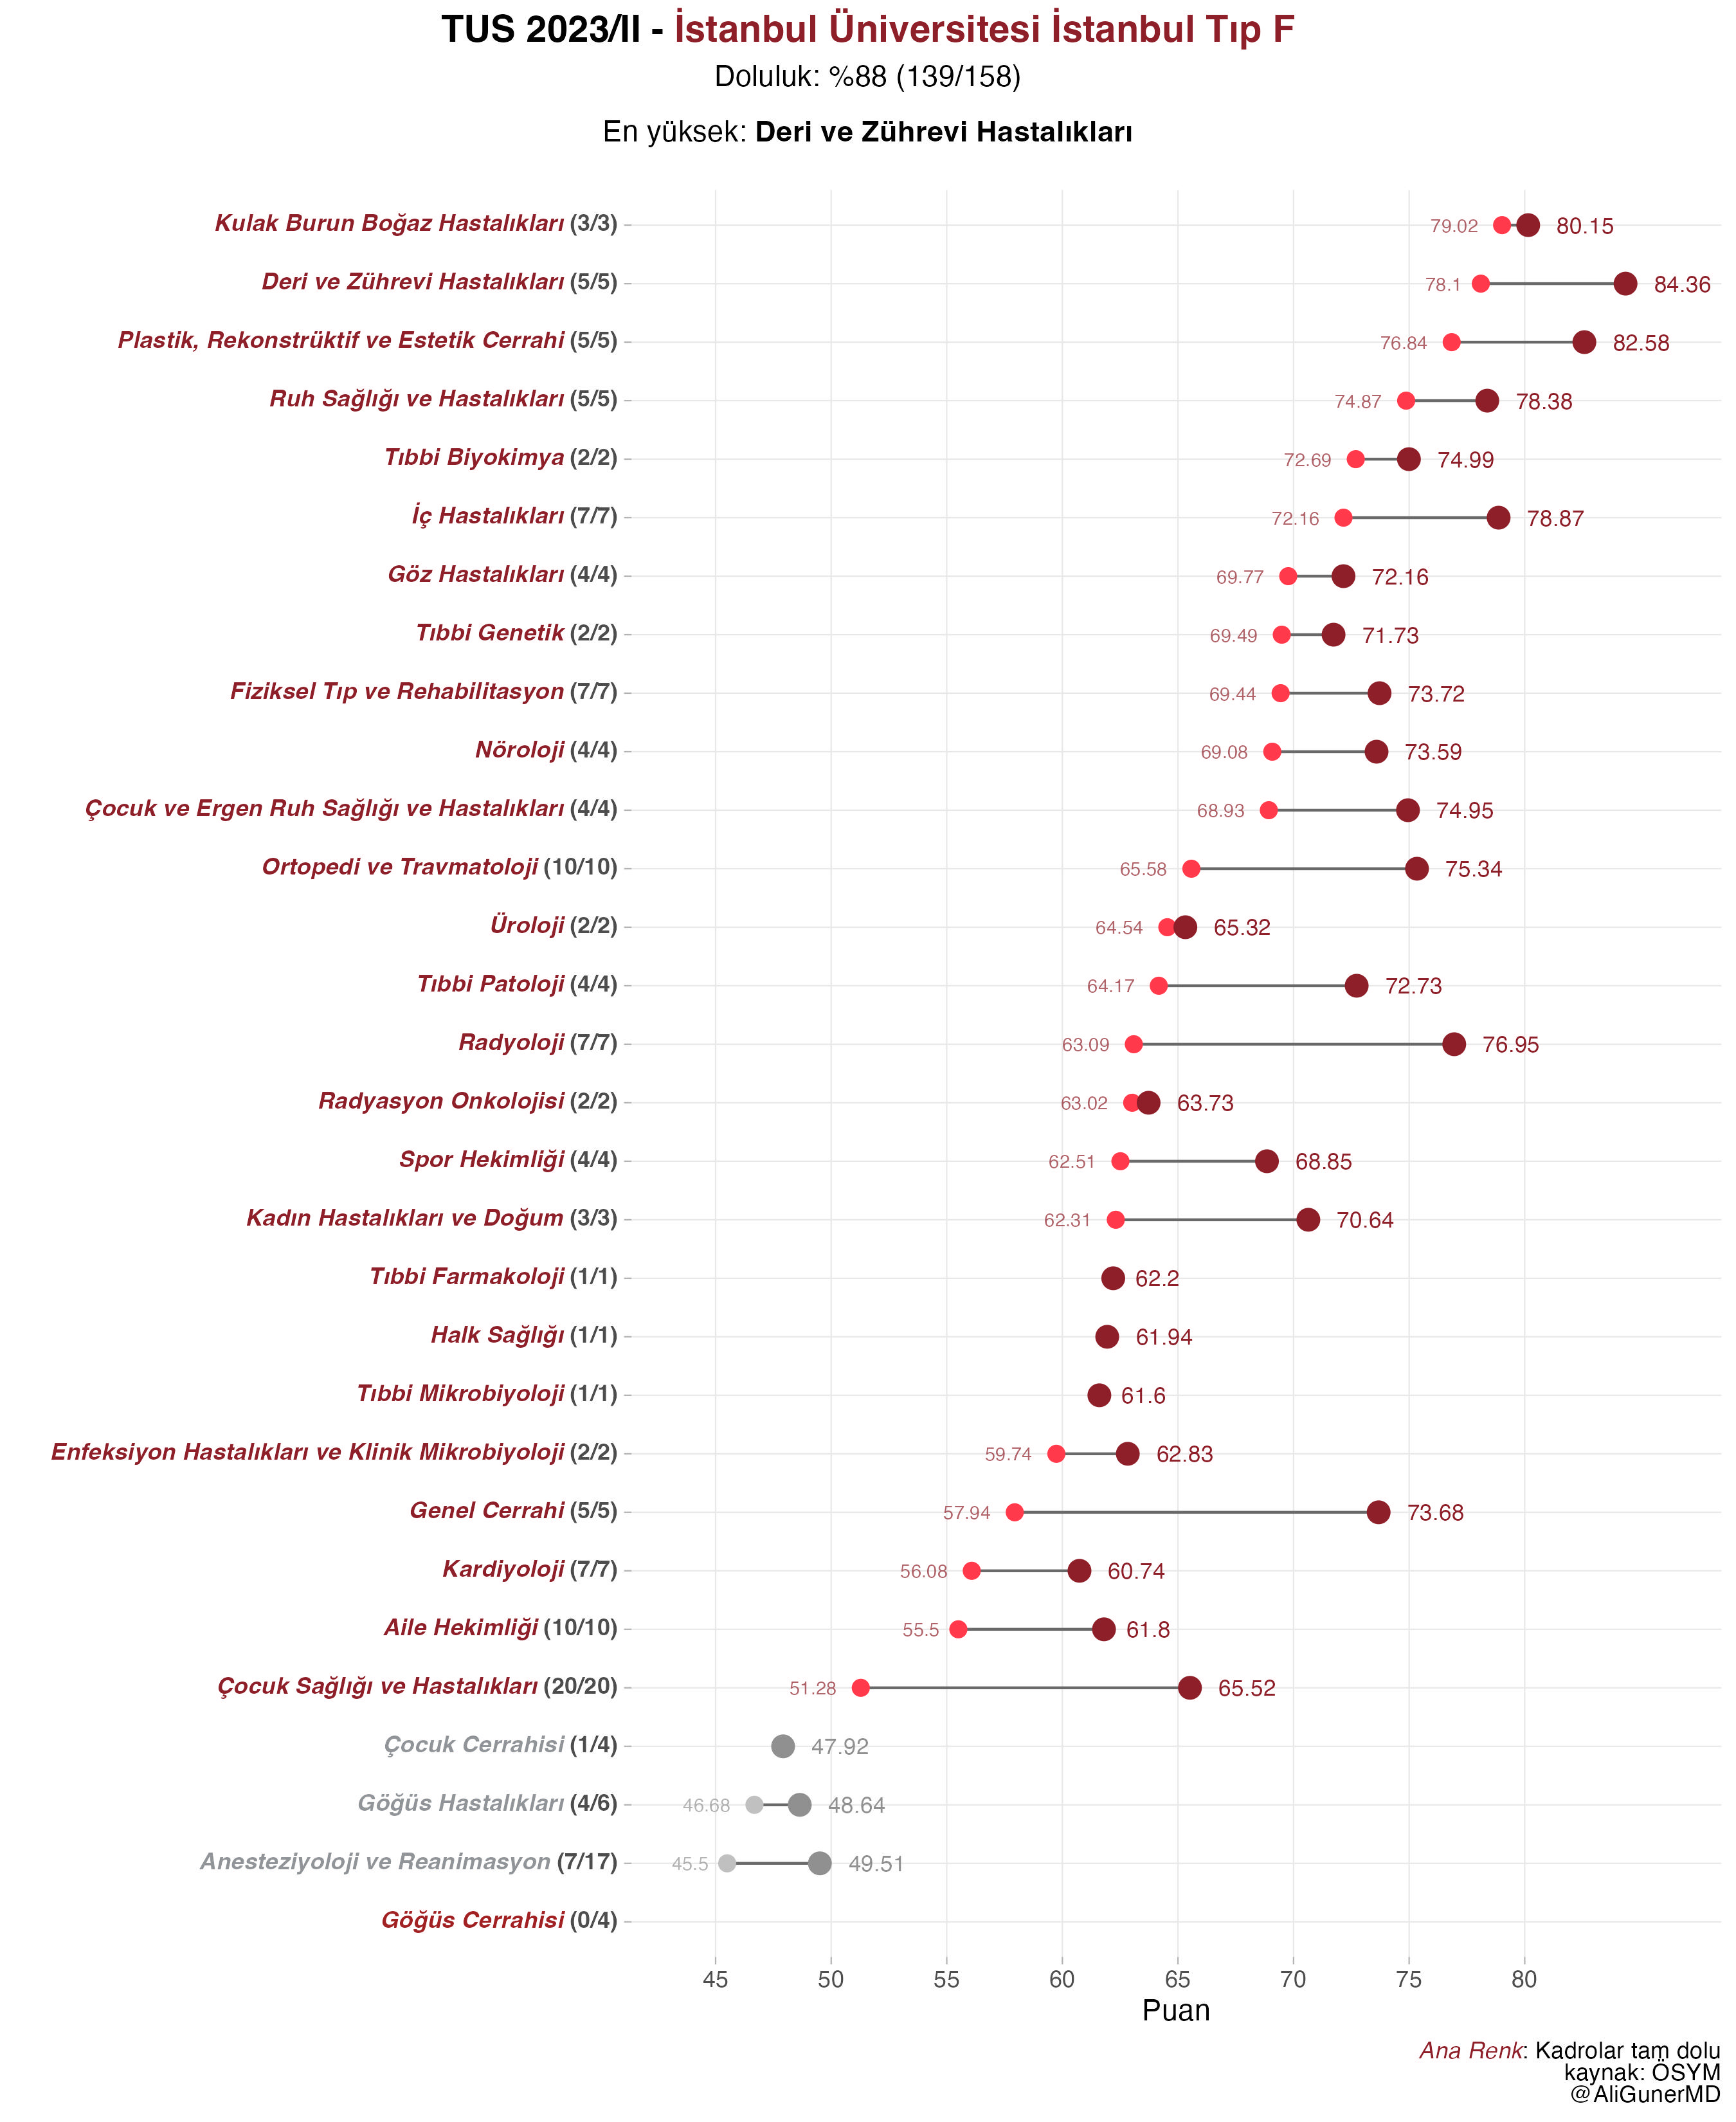 TUS 2023/II - İstanbul Üniversitesi İstanbul Tıp F
Doluluk: %88 (139/158)
En yüksek: Deri ve Zührevi Hastalıkları
Kulak Burun Boğaz Hastalıkları (3/3) 79.02 80.15
Deri ve Zührevi Hastalıkları (5/5) 78.1 84.36
Plastik, Rekonstrüktif ve Estetik Cerrahi (5/5) 76.84 82.58
Ruh Sağlığı ve Hastalıkları (5/5) 74.87 78.38
Tıbbi Biyokimya (2/2) 72.69 74.99
İç Hastalıkları (7/7) 72.16 78.87
Göz Hastalıkları (4/4) 69.77 72.16
Tıbbi Genetik (2/2) 69.49 71.73
Fiziksel Tıp ve Rehabilitasyon (7/7) 69.44 73.72
Nöroloji (4/4) 69.08 73.59
Çocuk ve Ergen Ruh Sağlığı ve Hastalıkları (4/4) 68.93 74.95
Ortopedi ve Travmatoloji (10/10) 65.58 75.34
Üroloji (2/2) 64.54 65.32
Tıbbi Patoloji (4/4) 64.17 72.73
Radyoloji (7/7) 63.09 76.95
Radyasyon Onkolojisi (2/2) 63.02 63.73
Spor Hekimliği (4/4) 62.51 68.85
Kadın Hastalıkları ve Doğum (3/3) 62.31 70.64
Tıbbi Farmakoloji (1/1) 62.2
Halk Sağlığı (1/1) 61.94
Tıbbi Mikrobiyoloji (1/1) 61.6
Enfeksiyon Hastalıkları ve Klinik Mikrobiyoloji (2/2) 59.74 62.83
Genel Cerrahi (5/5) 57.94 73.68
Kardiyoloji (7/7) 56.08 60.74
Aile Hekimliği (10/10) 55.5 61.8
Çocuk Sağlığı ve Hastalıkları (20/20) 51.28 65.52
Çocuk Cerrahisi (1/4) 47.92
Göğüs Hastalıkları (4/6) 46.68 48.64
Anesteziyoloji ve Reanimasyon (7/17) 45.5 49.51
Göğüs Cerrahisi (0/4)
45 50 55 60 65 70 75 80
Puan
Ana Renk: Kadrolar tam dolu
kaynak: ÖSYM
@AliGunerMD